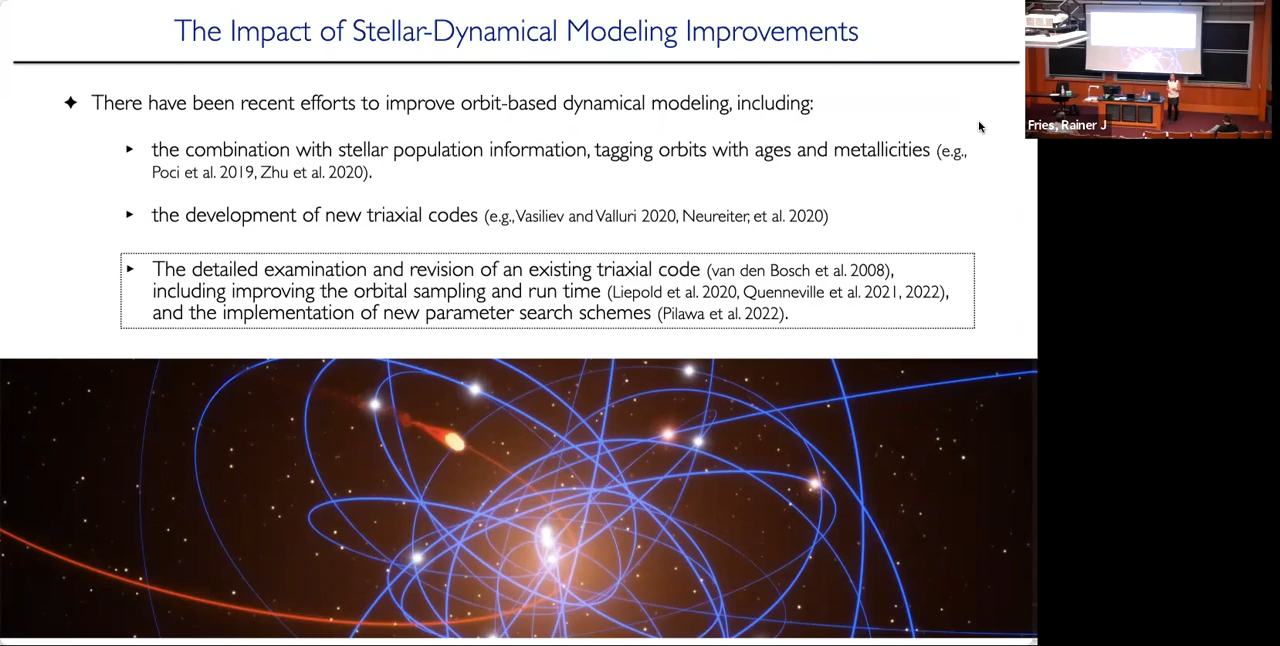 The Impact of Stellar-Dynamical Modeling Improvements
✦ There have been recent efforts to improve orbit-based dynamical modeling, including:
‣ the combination with stellar population information, tagging orbits with ages and metallicities (e.g.,
Poci et al. 2019, Zhu et al. 2020).
‣ the development of new triaxial codes (e.g., Vasiliev and Valluri 2020, Neureiter, et al. 2020)
‣ The detailed examination and revision of an existing triaxial code (van den Bosch et al. 2008),
including improving the orbital sampling and run time (Liepold et al. 2020, Quenneville et al. 2021, 2022),
and the implementation of new parameter search schemes (Pilawa et al. 2022).
Fries, Rainer J